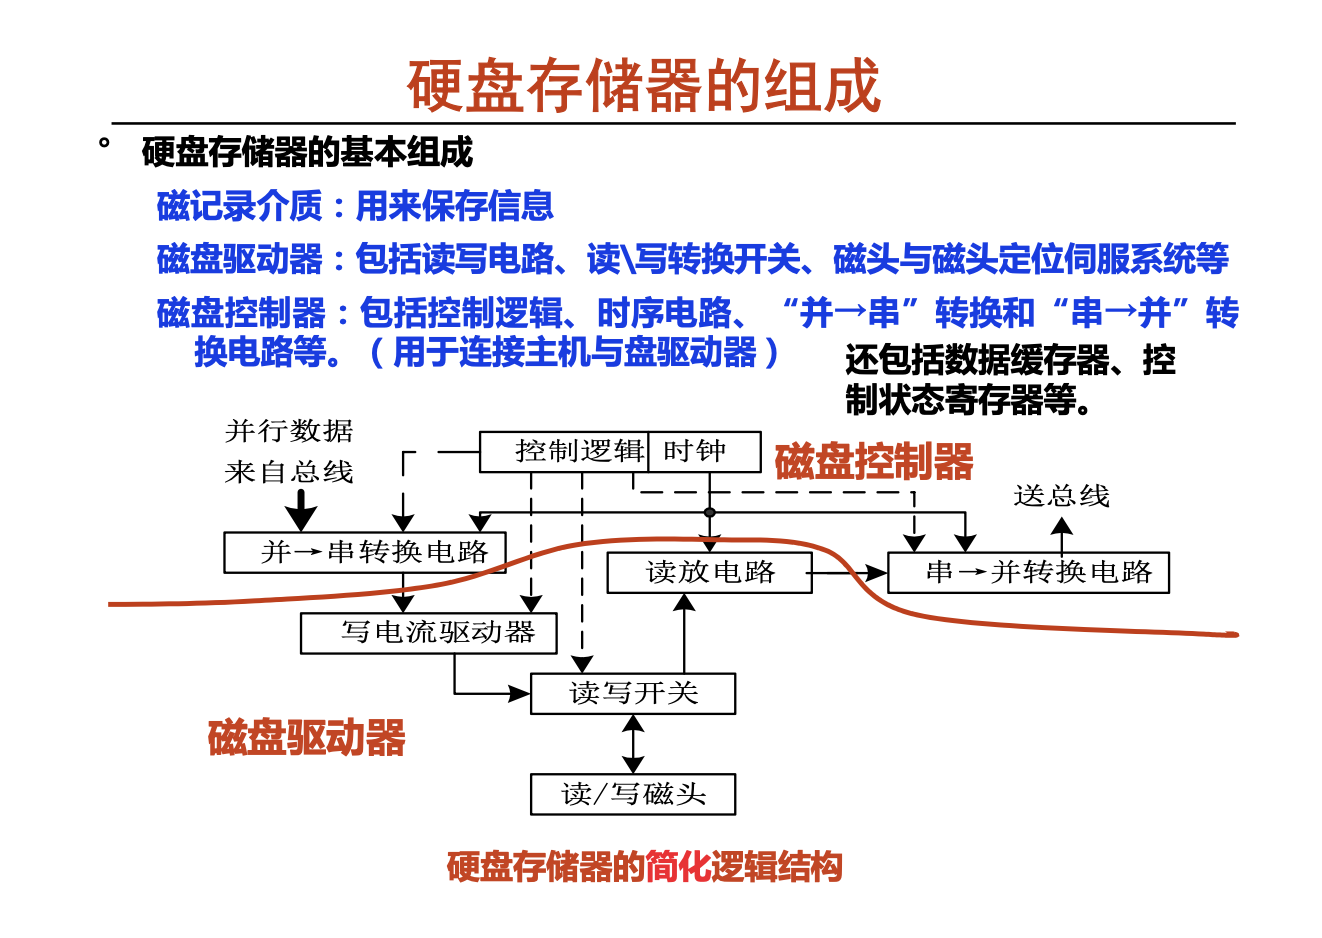 硬盘存储器的组成
° 硬盘存储器的基本组成
磁记录介质：用来保存信息
磁盘驱动器：包括读写电路、读\写转换开关、磁头与磁头定位伺服系统等
磁盘控制器：包括控制逻辑、时序电路、“并→串”转换和“串→并”转
换电路等。（用于连接主机与盘驱动器）
还包括数据缓存器、控
制状态寄存器等。
并行数据
来自总线
控制逻辑 时钟
磁盘控制器
送总线
并→串转换电路
读放电路
串→并转换电路
写电流驱动器
读写开关
磁盘驱动器
读/写磁头
硬盘存储器的简化逻辑结构